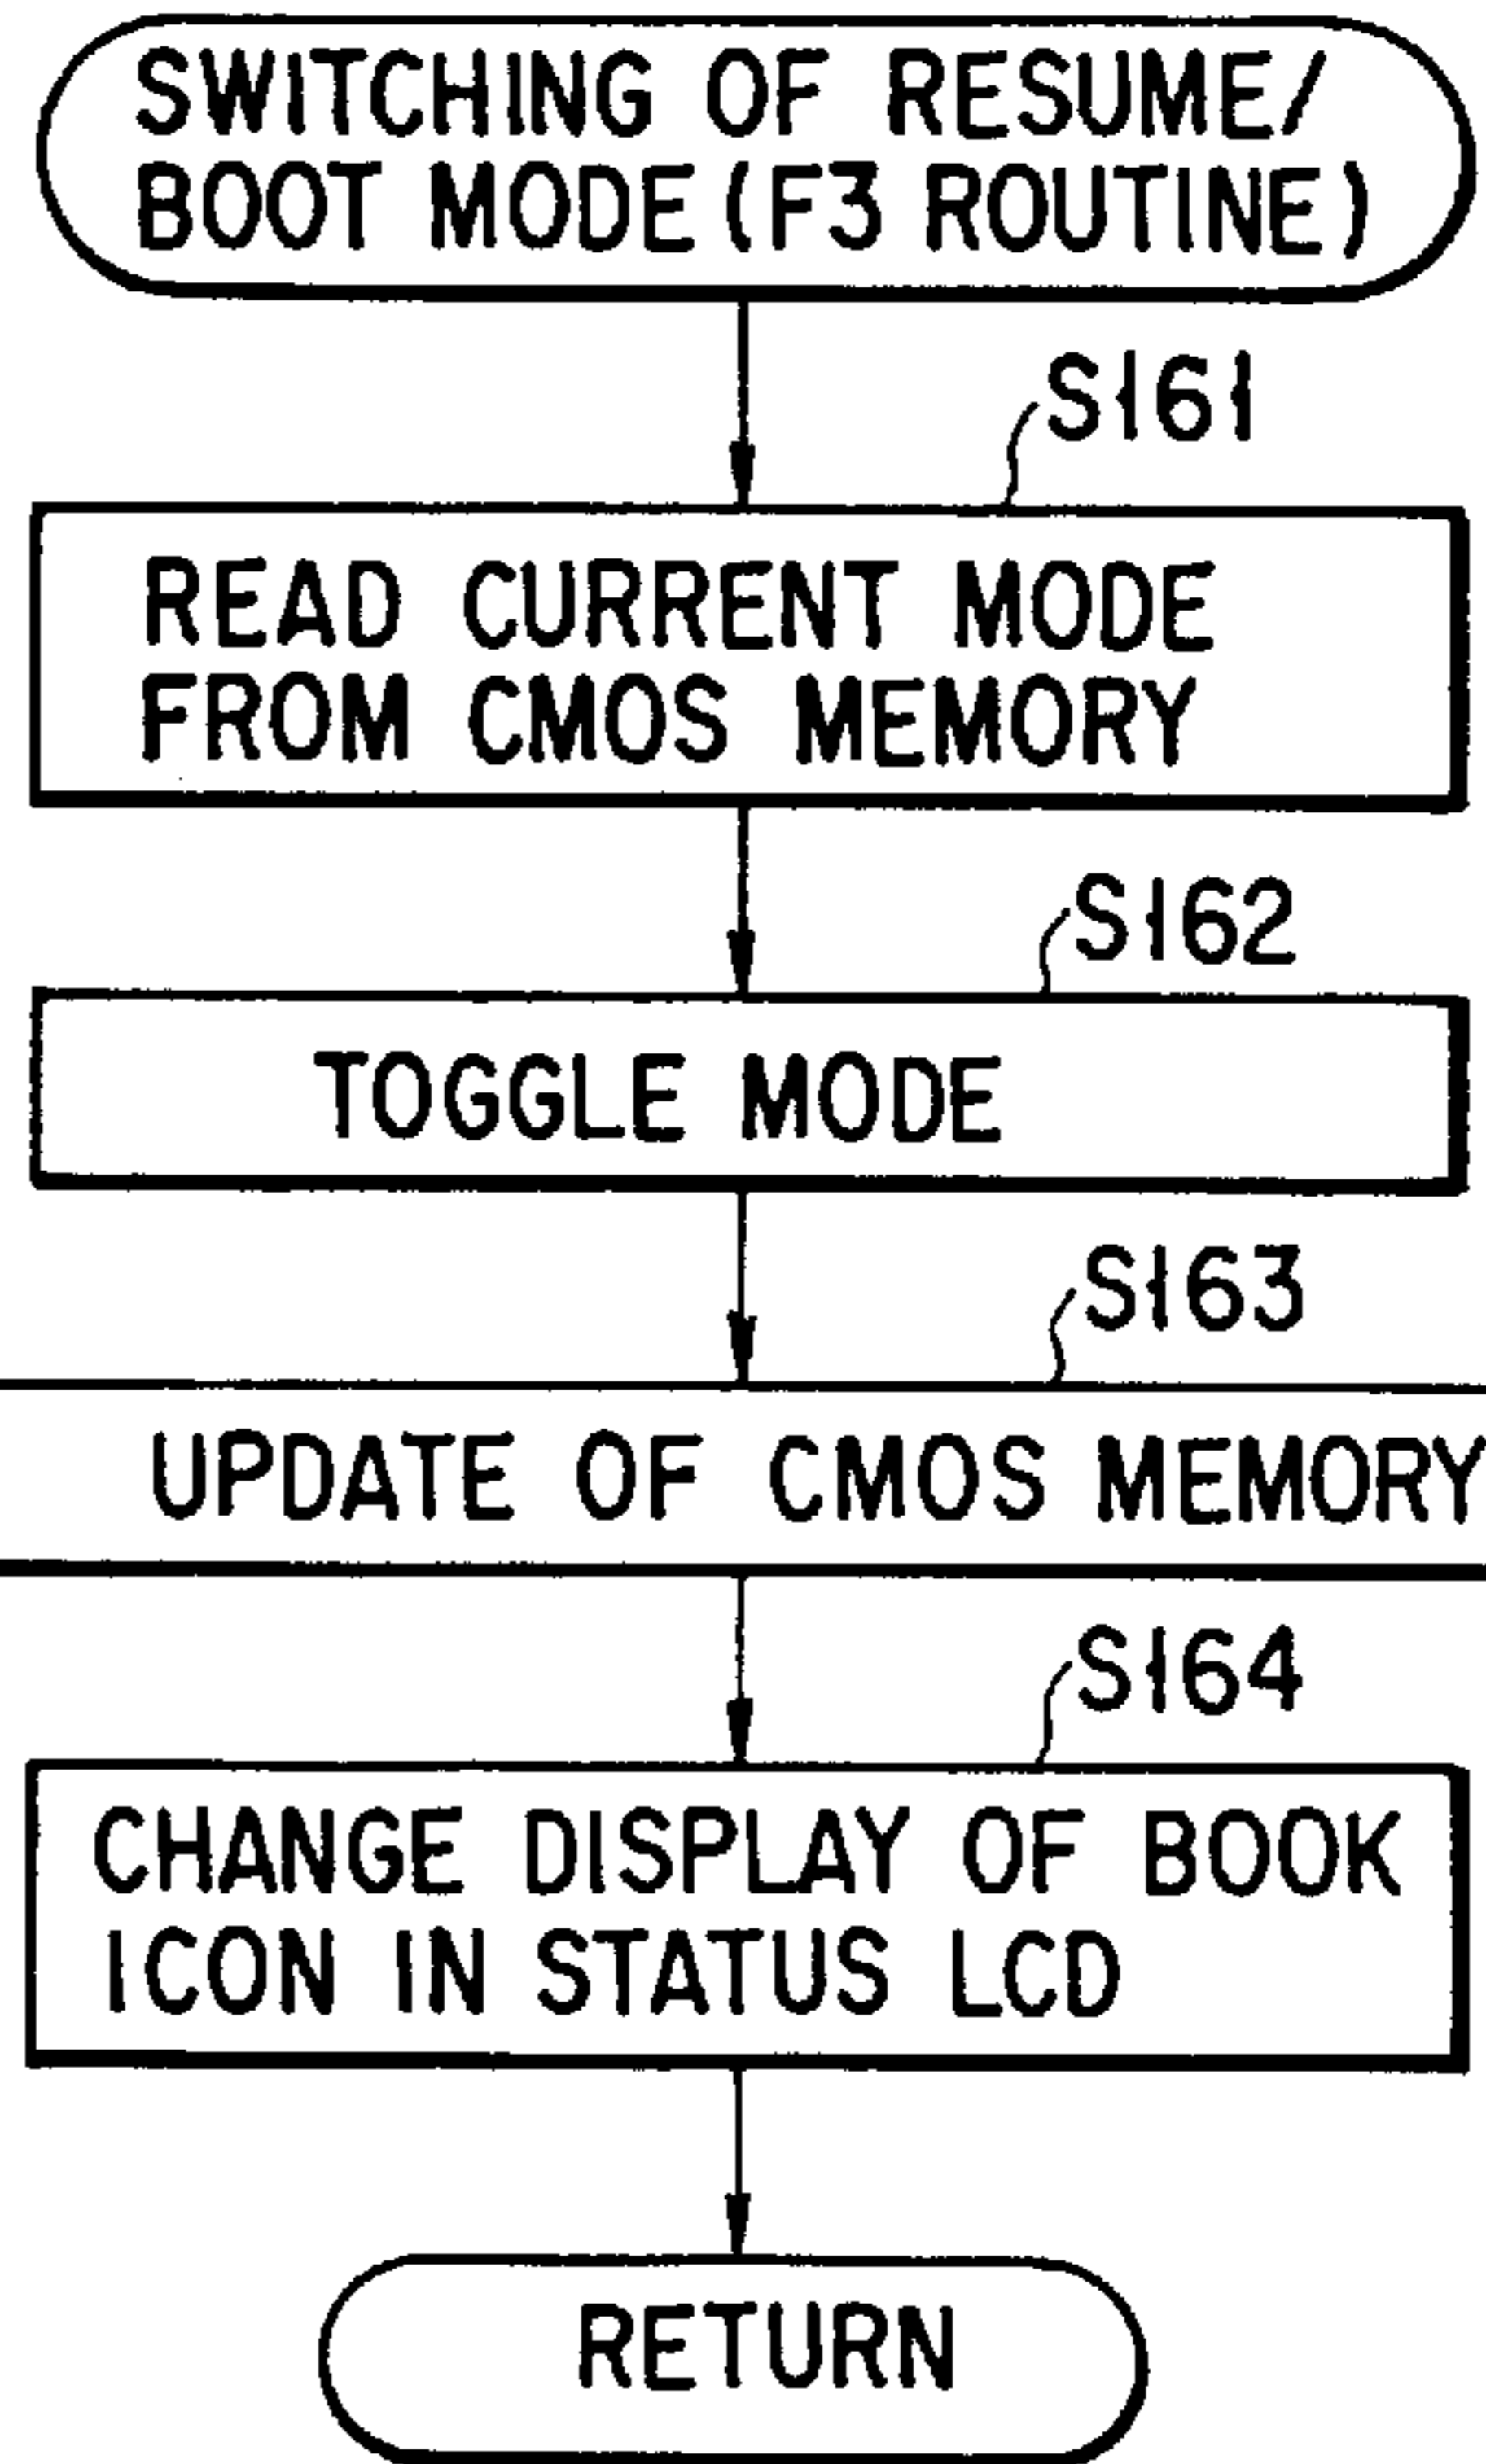 SWITCHING OF RESUME/
BOOT MODE (F3 ROUTINE)
S161
READ CURRENT MODE
FROM CMOS MEMORY
S162
TOGGLE MODE
S163
UPDATE OF CMOS MEMORY
S164
CHANGE DISPLAY OF BOOK
ICON IN STATUS LCD
RETURN